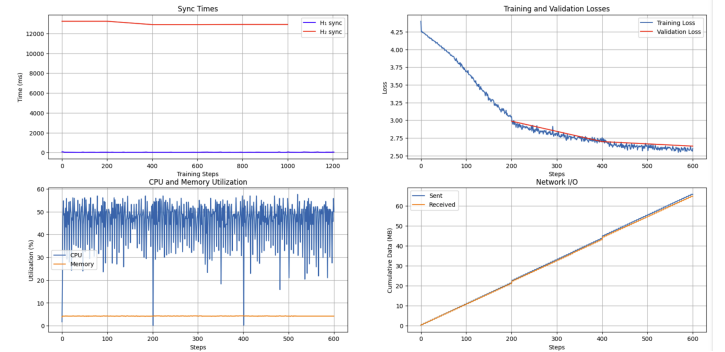 Sync Times
H₁ sync
H₂ sync
Time (ms)
12000
10000
8000
6000
4000
2000
0
0 200 400 600 800 1000 1200
Training Steps
Training and Validation Losses
Training Loss
Validation Loss
Loss
4.25
4.00
3.75
3.50
3.25
3.00
2.75
2.50
0 100 200 300 400 500 600
Steps
CPU and Memory Utilization
CPU
Memory
Utilization (%)
60
50
40
30
20
10
0
0 100 200 300 400 500 600
Steps
Network I/O
Sent
Received
Cumulative Data (MB)
60
50
40
30
20
10
0
0 100 200 300 400 500 600
Steps